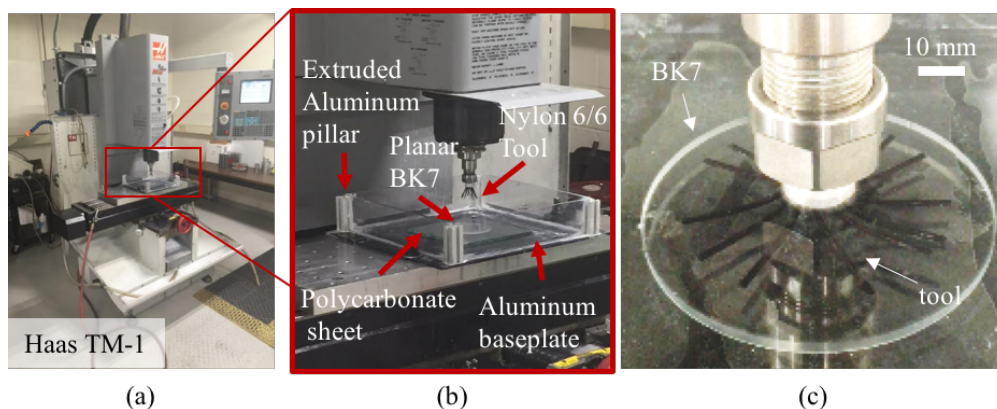 Haas TM-1
Extruded
Aluminum
pillar
Planar
BK7
Nylon 6/6
Tool
Polycarbonate
sheet
Aluminum
baseplate
BK7
10 mm
tool
(a)
(b)
(c)